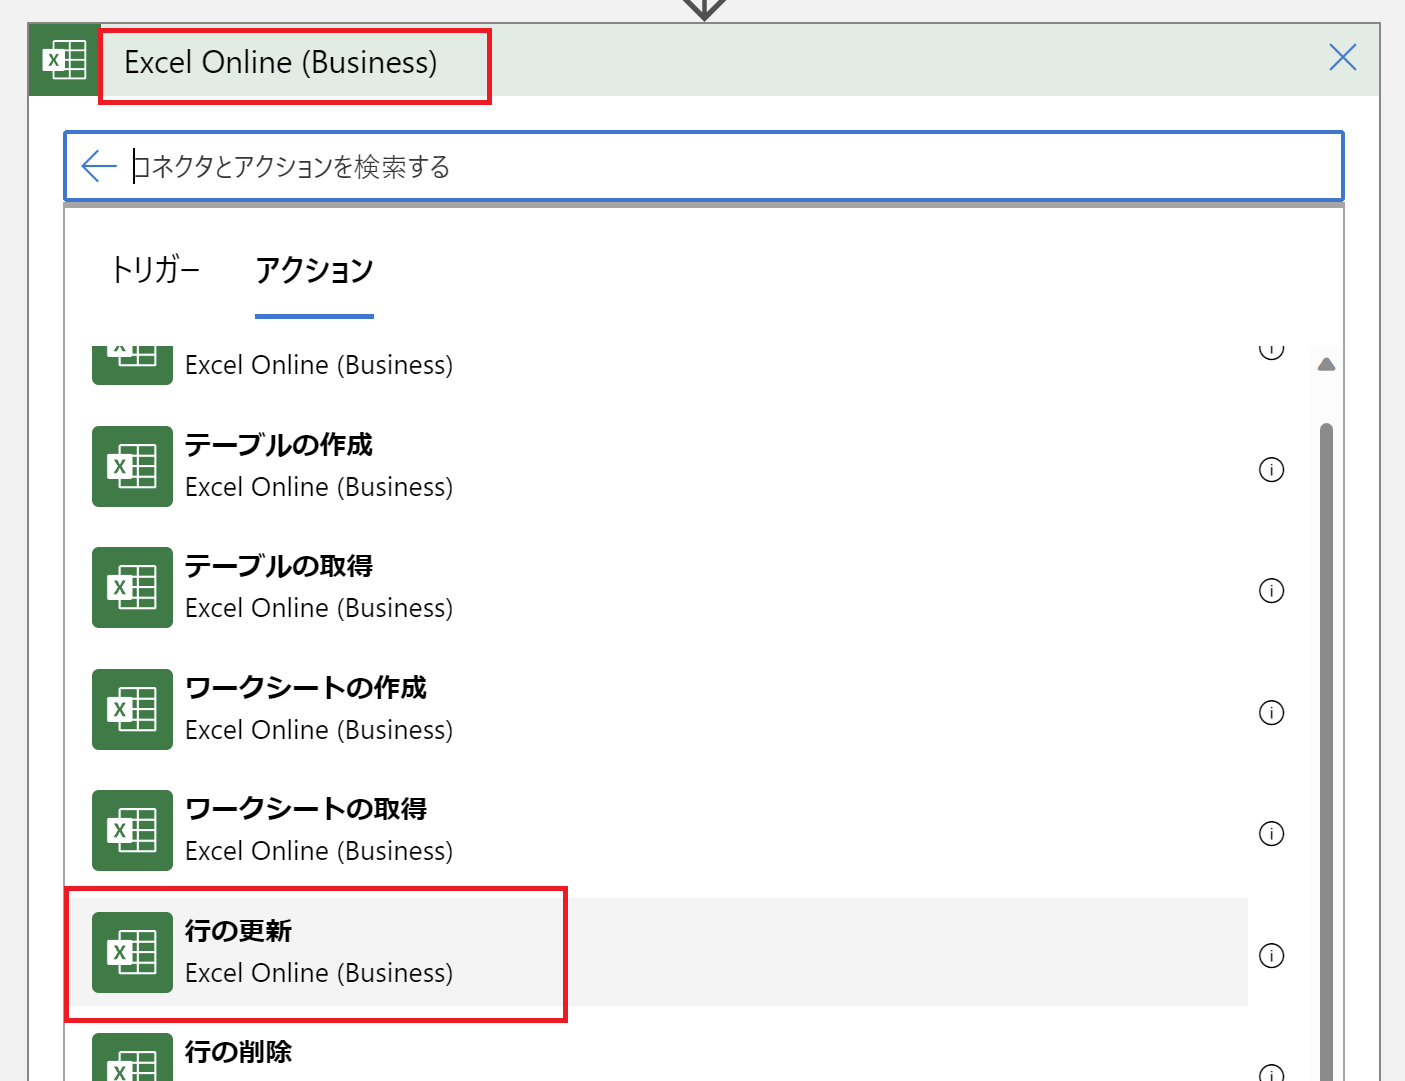 Excel Online (Business)
コネクタとアクションを検索する
トリガー アクション
Excel Online (Business)
テーブルの作成
Excel Online (Business)
テーブルの取得
Excel Online (Business)
ワークシートの作成
Excel Online (Business)
ワークシートの取得
Excel Online (Business)
行の更新
Excel Online (Business)
行の削除